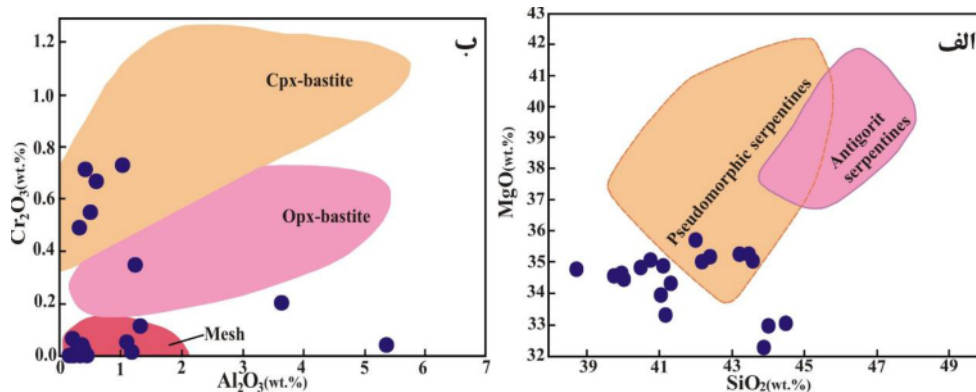 ب
1.2
1.0
0.8
0.6
0.4
0.2
0.0
0 1 2 3 4 5 6 7
Cr₂O₃(wt.%)
Al₂O₃(wt.%)
Cpx-bastite
Opx-bastite
Mesh
الف
43
42
41
40
39
38
37
36
35
34
33
32
39 41 43 45 47 49
MgO(wt.%)
SiO₂(wt.%)
Pseudomorphic serpentines
Antigorit
serpentines